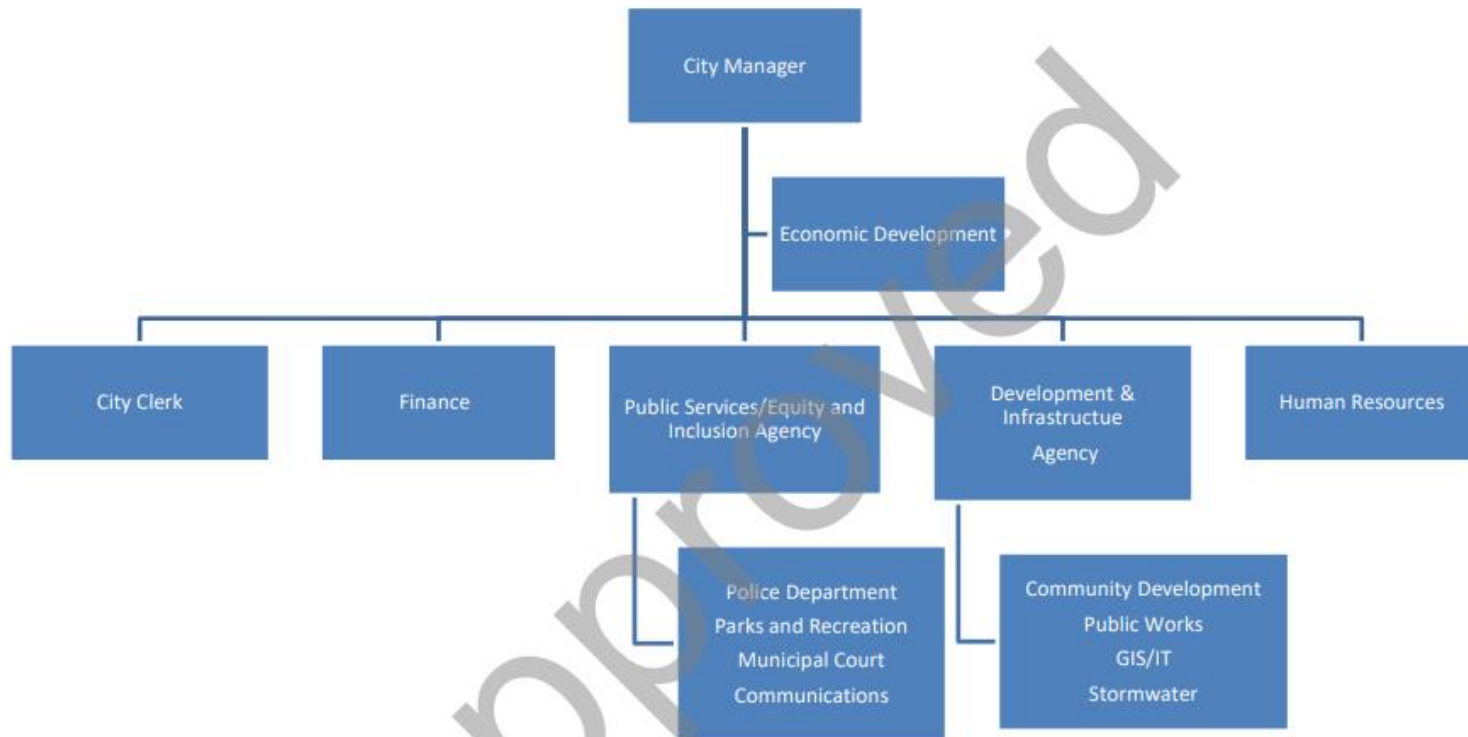 City Manager
Economic Development
City Clerk
Finance
Public Services/Equity and
Inclusion Agency
Development &
Infrastructue
Agency
Human Resources
Police Department
Parks and Recreation
Municipal Court
Communications
Community Development
Public Works
GIS/IT
Stormwater
pproved